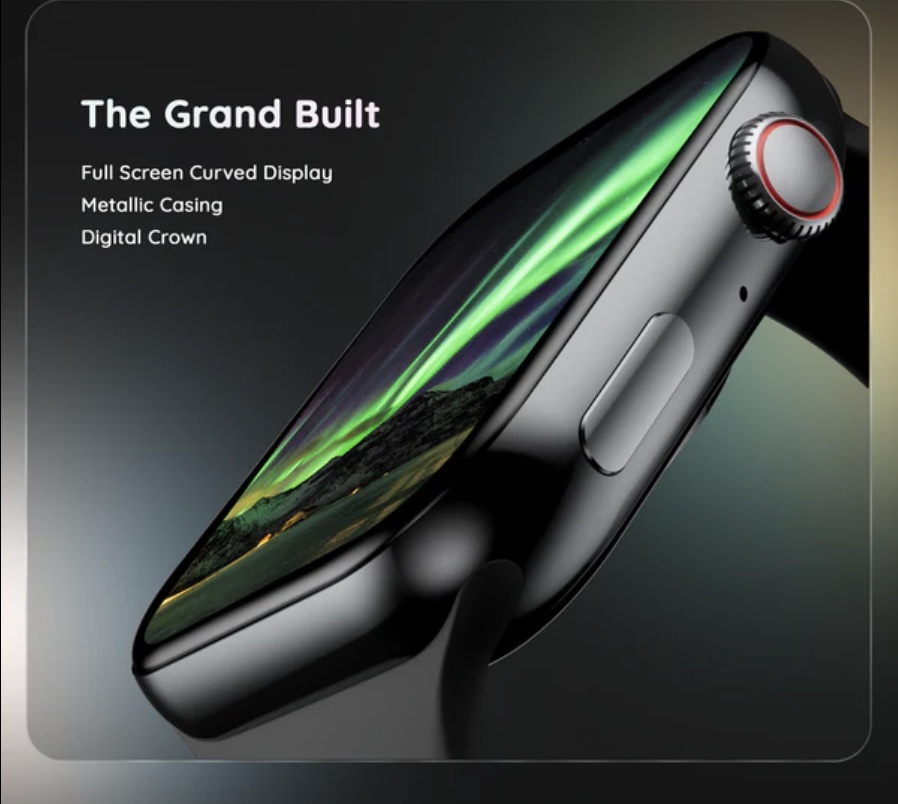 The Grand Built
Full Screen Curved Display
Metallic Casing
Digital Crown